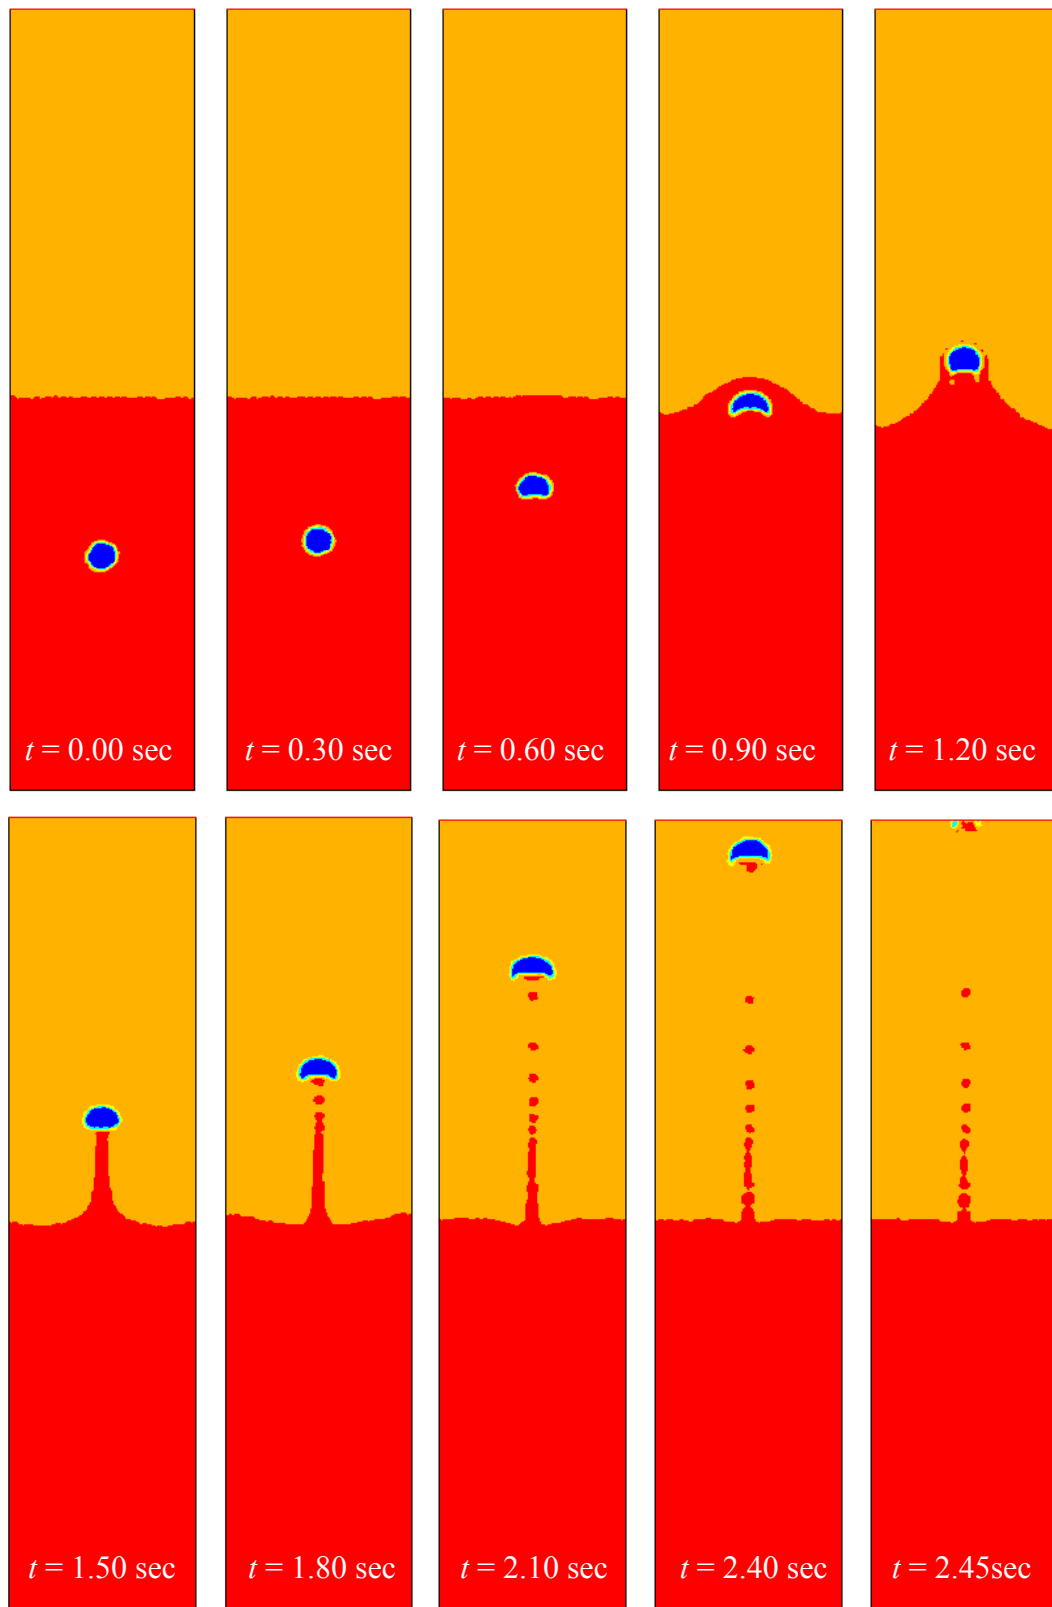 t = 0.00 sec
t = 0.30 sec
t = 0.60 sec
t = 0.90 sec
t = 1.20 sec
t = 1.50 sec
t = 1.80 sec
t = 2.10 sec
t = 2.40 sec
t = 2.45sec